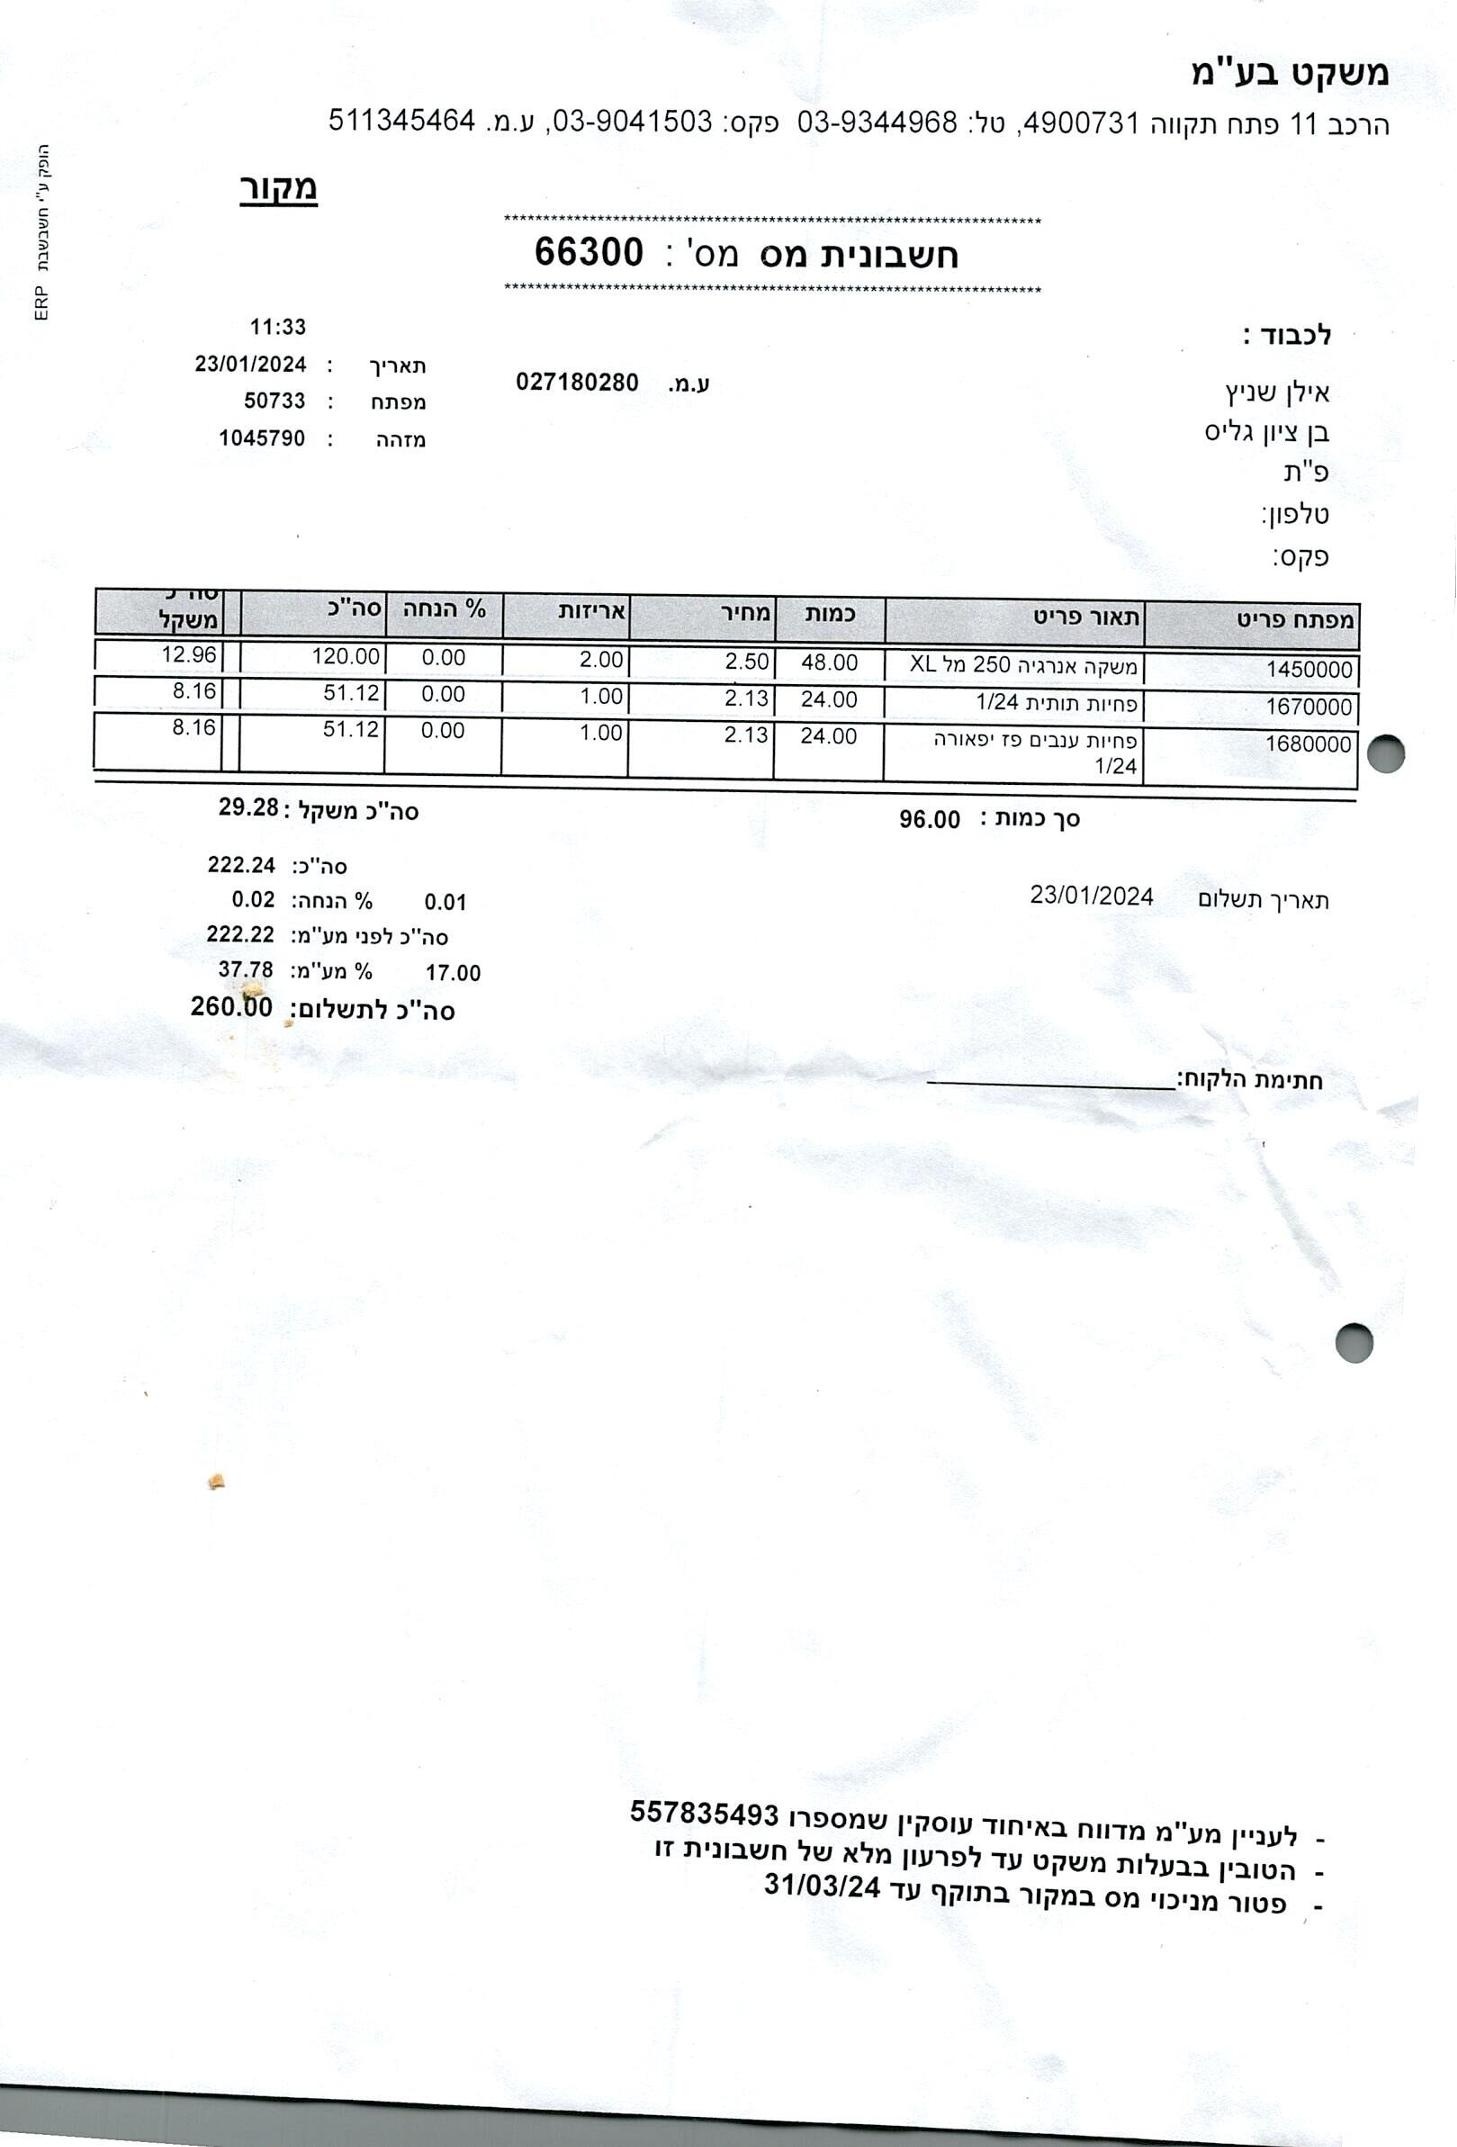 משקט בע"מ
הרכב 11 פתח תקווה 4900731, טל: 03-9344968 פקס: 03-9041503, ע.מ. 511345464
הופק ע"י חשבשבת ERP
מקור
******************************************************************
חשבונית מס מס' : 66300
******************************************************************
11:33
תאריך : 23/01/2024
מפתח : 50733
מזהה : 1045790
לכבוד :
ע.מ. 027180280
אילן שניץ
בן ציון גליס
פ"ת
טלפון:
פקס:
מפתח פריט תאור פריט כמות מחיר אריזות % הנחה סה"כ סה"כ משקל
1450000 משקה אנרגיה 250 מל XL 48.00 2.50 2.00 0.00 120.00 12.96
1670000 פחיות תותית 1/24 24.00 2.13 1.00 0.00 51.12 8.16
1680000 פחיות ענבים פז יפאורה 24.00 2.13 1.00 0.00 51.12 8.16
1/24
סך כמות : 96.00 סה"כ משקל : 29.28
סה"כ: 222.24
תאריך תשלום 23/01/2024
0.01 % הנחה: 0.02
סה"כ לפני מע"מ: 222.22
17.00 % מע"מ: 37.78
סה"כ לתשלום: 260.00
חתימת הלקוח:_______________
- לעניין מע"מ מדווח באיחוד עוסקין שמספרו 557835493
- הטובין בבעלות משקט עד לפרעון מלא של חשבונית זו
- פטור מניכוי מס במקור בתוקף עד 31/03/24